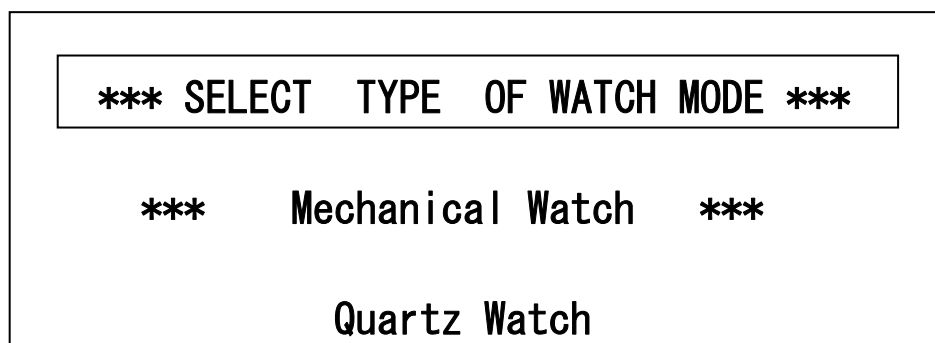 *** SELECT TYPE OF WATCH MODE ***
*** Mechanical Watch ***
Quartz Watch